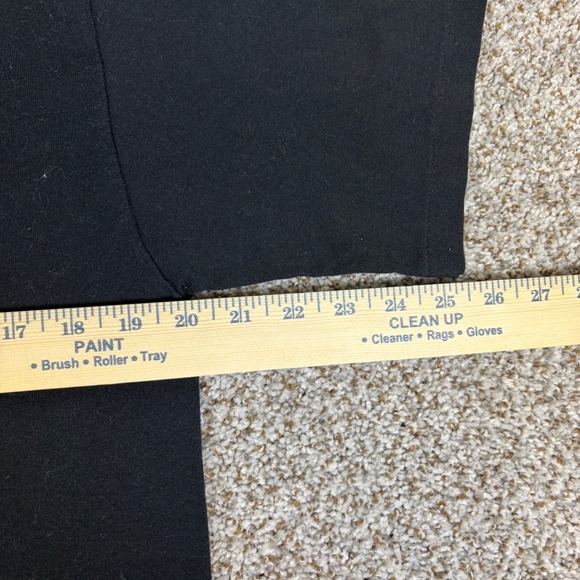 17 18 19 20 21 22 23 24 25 26 27
PAINT
• Brush • Roller • Tray
CLEAN UP
• Cleaner • Rags • Gloves